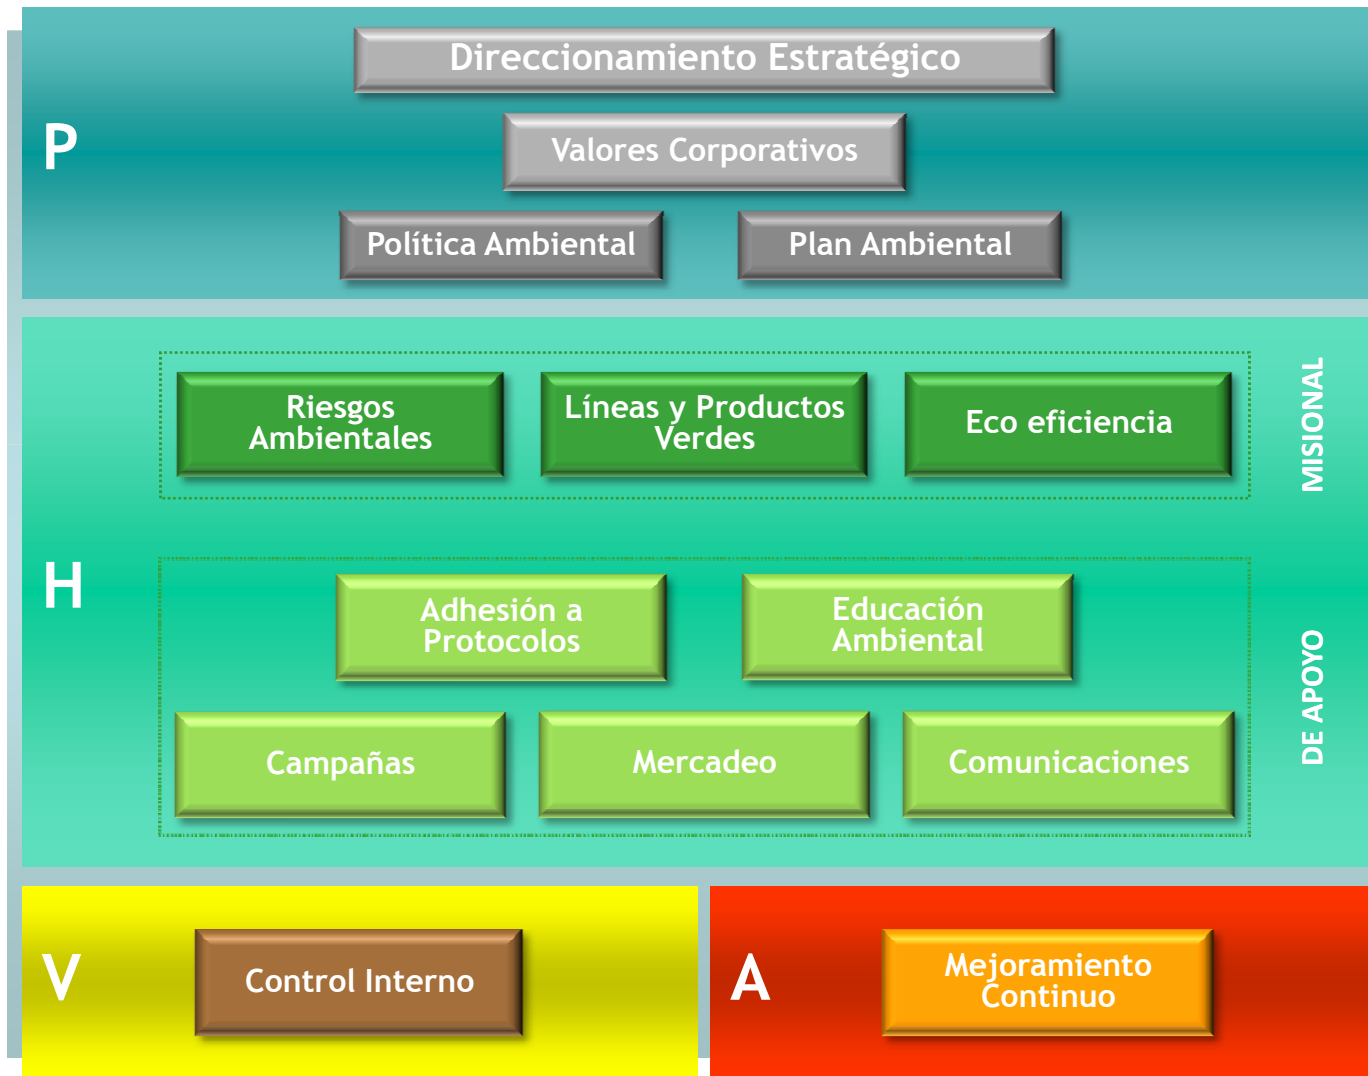 Direccionamiento Estratégico
P
Valores Corporativos
Política Ambiental
Plan Ambiental
MISIONAL
Riesgos
Ambientales
Líneas y Productos
Verdes
Eco eficiencia
H
Adhesión a
Protocolos
Educación
Ambiental
DE APOYO
Campañas
Mercadeo
Comunicaciones
V
Control Interno
A
Mejoramiento
Continuo